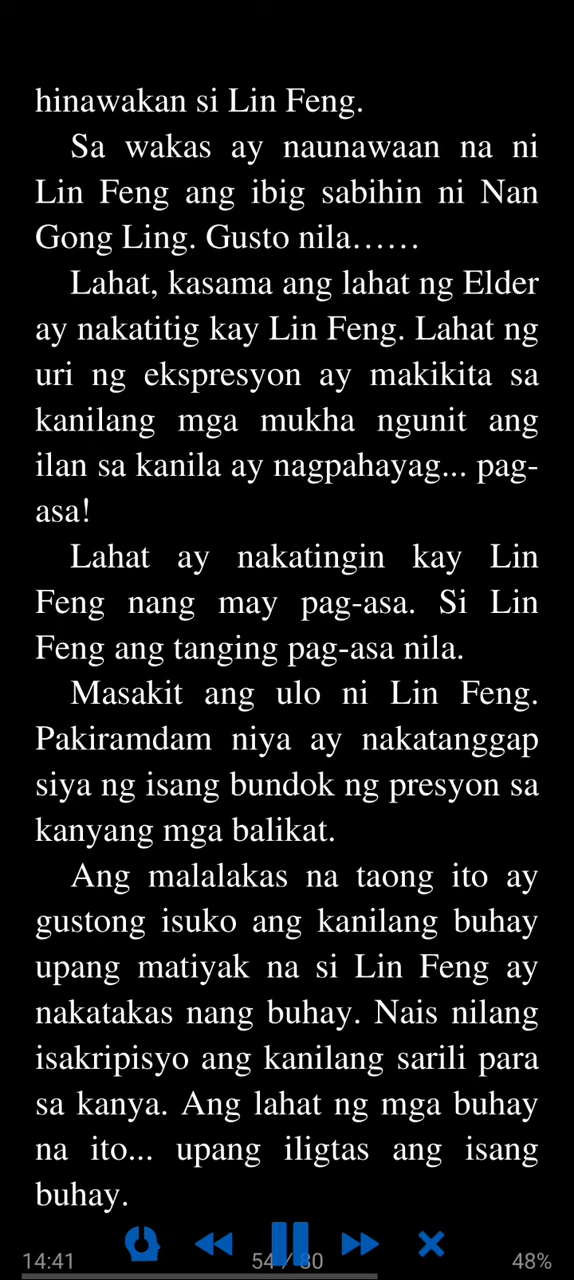 hinawakan si Lin Feng.
Sa wakas ay naunawaan na ni
Lin Feng ang ibig sabihin ni Nan
Gong Ling. Gusto nila……
Lahat, kasama ang lahat ng Elder
ay nakatitig kay Lin Feng. Lahat ng
uri ng ekspresyon ay makikita sa
kanilang mga mukha ngunit ang
ilan sa kanila ay nagpahayag... pag-
asa!
Lahat ay nakatingin kay Lin
Feng nang may pag-asa. Si Lin
Feng ang tanging pag-asa nila.
Masakit ang ulo ni Lin Feng.
Pakiramdam niya ay nakatanggap
siya ng isang bundok ng presyon sa
kanyang mga balikat.
Ang malalakas na taong ito ay
gustong isuko ang kanilang buhay
upang matiyak na si Lin Feng ay
nakatakas nang buhay. Nais nilang
isakripisyo ang kanilang sarili para
sa kanya. Ang lahat ng mga buhay
na ito... upang iligtas ang isang
buhay.
14:41 54 / 80 48%